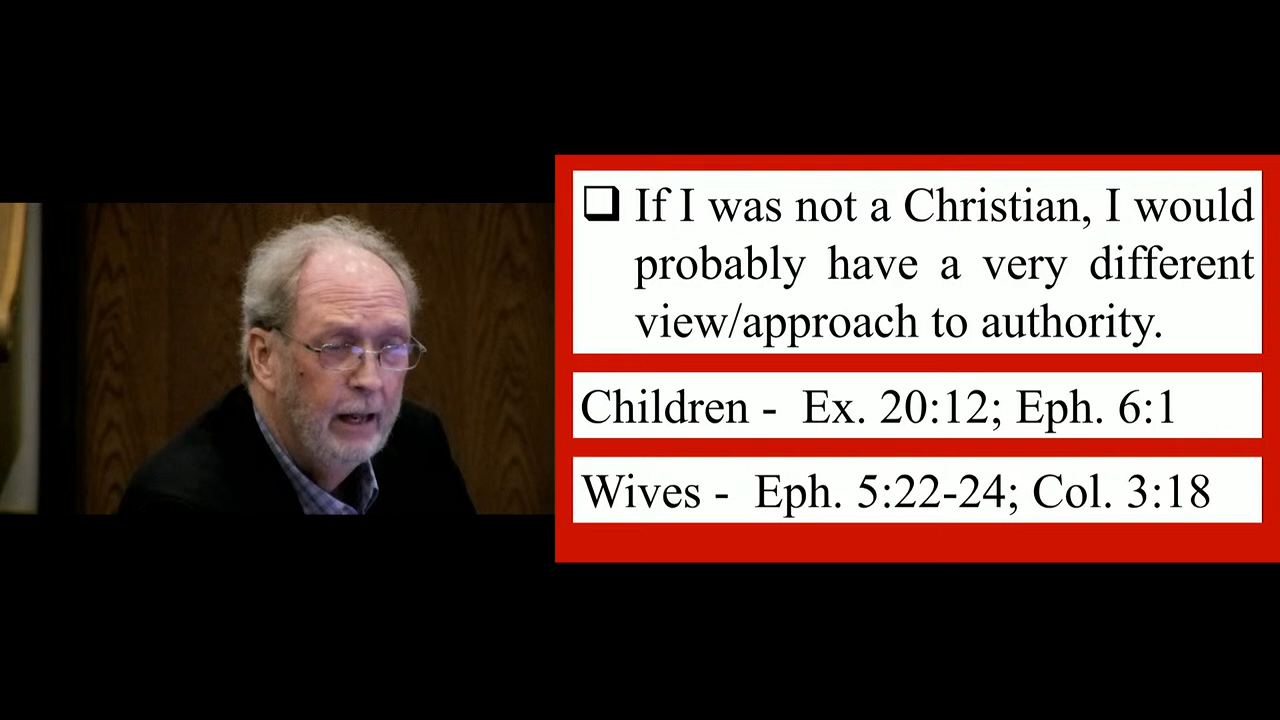 ❑ If I was not a Christian, I would
probably have a very different
view/approach to authority.
Children - Ex. 20:12; Eph. 6:1
Wives - Eph. 5:22-24; Col. 3:18